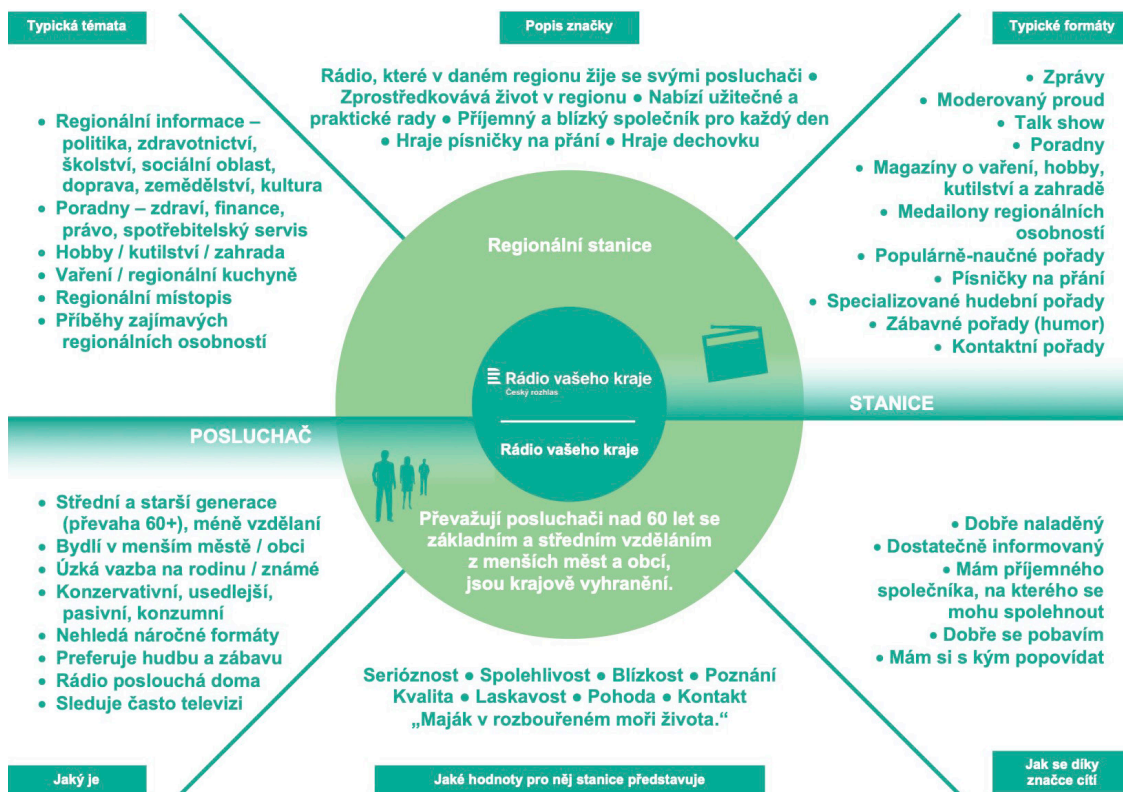 Typická témata
• Regionální informace –
politika, zdravotnictví,
školství, sociální oblast,
doprava, zemědělství, kultura
• Poradny – zdraví, finance,
právo, spotřebitelský servis
• Hobby / kutilství / zahrada
• Vaření / regionální kuchyně
• Regionální místopis
• Příběhy zajímavých
regionálních osobností
Popis značky
Rádio, které v daném regionu žije se svými posluchači ●
Zprostředkovává život v regionu ● Nabízí užitečné a
praktické rady ● Příjemný a blízký společník pro každý den
● Hraje písničky na přání ● Hraje dechovku
Typické formáty
• Zprávy
• Moderovaný proud
• Talk show
• Poradny
• Magazíny o vaření, hobby,
kutilství a zahradě
• Medailony regionálních
osobností
• Populárně-naučné pořady
• Písničky na přání
• Specializované hudební pořady
• Zábavné pořady (humor)
• Kontaktní pořady
Regionální stanice
Rádio vašeho kraje
Český rozhlas
Rádio vašeho kraje
STANICE
POSLUCHAČ
• Střední a starší generace
(převaha 60+), méně vzdělaní
• Bydlí v menším městě / obci
• Úzká vazba na rodinu / známé
• Konzervativní, usedlejší,
pasivní, konzumní
• Nehledá náročné formáty
• Preferuje hudbu a zábavu
• Rádio poslouchá doma
• Sleduje často televizi
Jaký je
Převažují posluchači nad 60 let se
základním a středním vzděláním
z menších měst a obcí,
jsou krajově vyhranění.
Serióznost ● Spolehlivost ● Blízkost ● Poznání
Kvalita ● Laskavost ● Pohoda ● Kontakt
„Maják v rozbouřeném moři života.“
Jaké hodnoty pro něj stanice představuje
• Dobře naladěný
• Dostatečně informovaný
• Mám příjemného
společníka, na kterého se
mohu spolehnout
• Dobře se pobavím
• Mám si s kým popovídat
Jak se díky
značce cítí